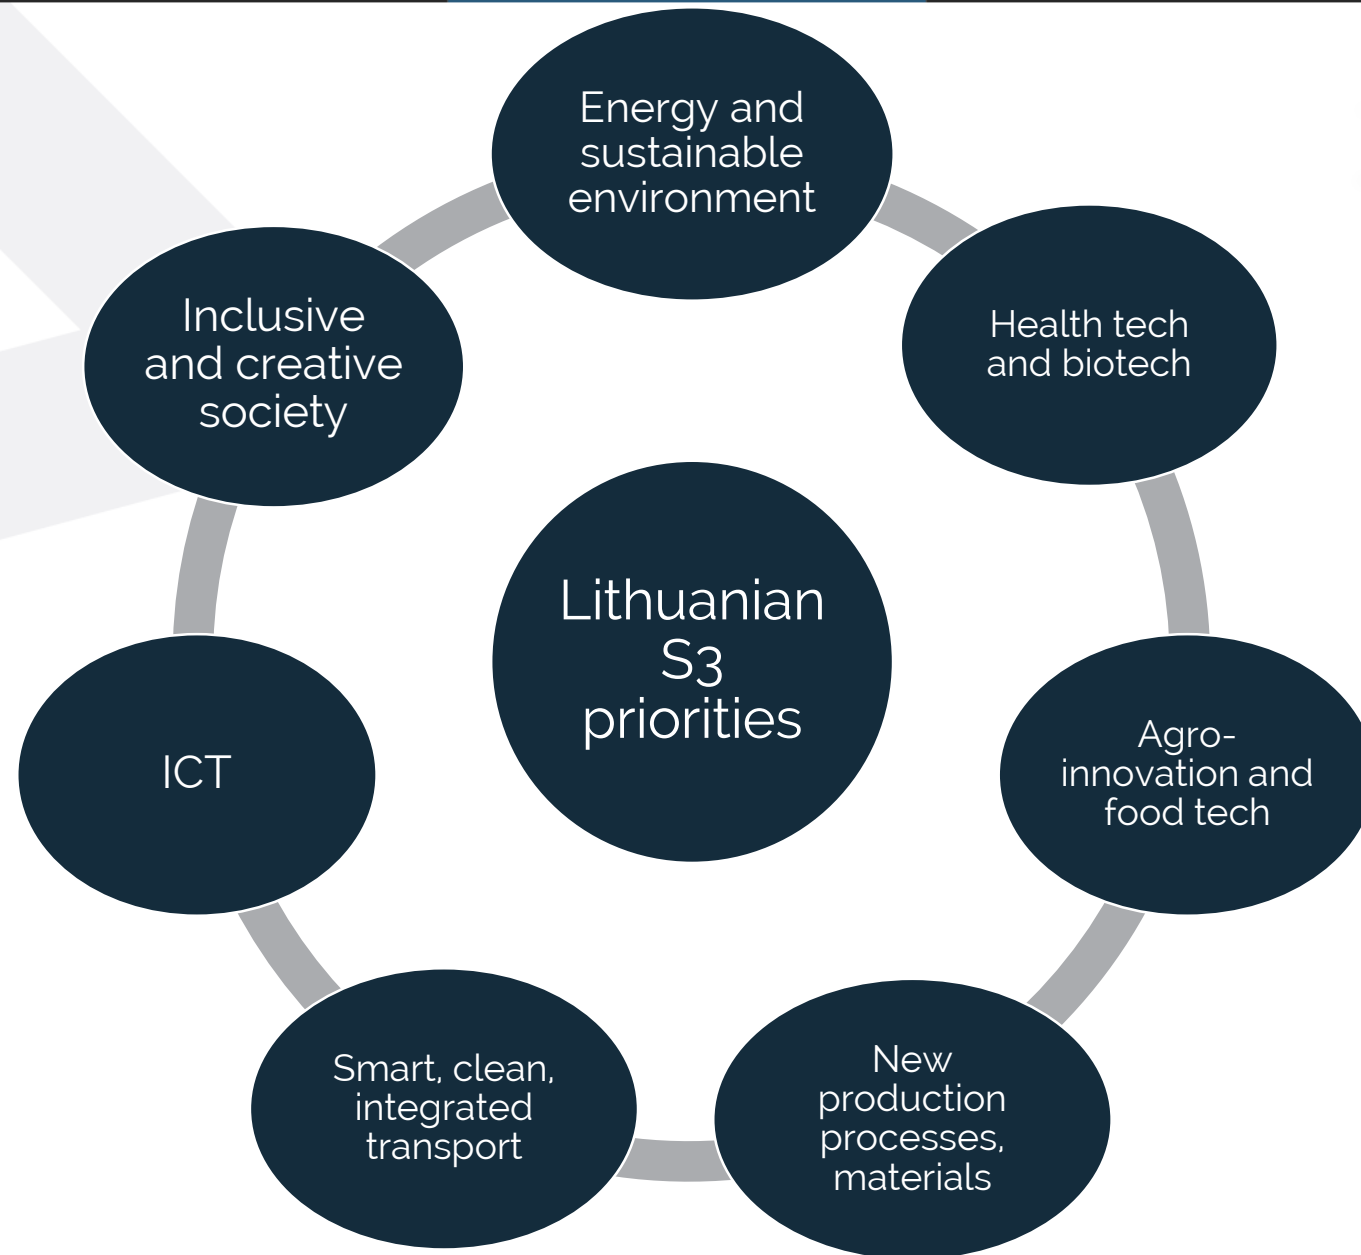 Energy and
sustainable
environment
Health tech
and biotech
Agro-
innovation and
food tech
New
production
processes,
materials
Smart, clean,
integrated
transport
ICT
Inclusive
and creative
society
Lithuanian
S3
priorities